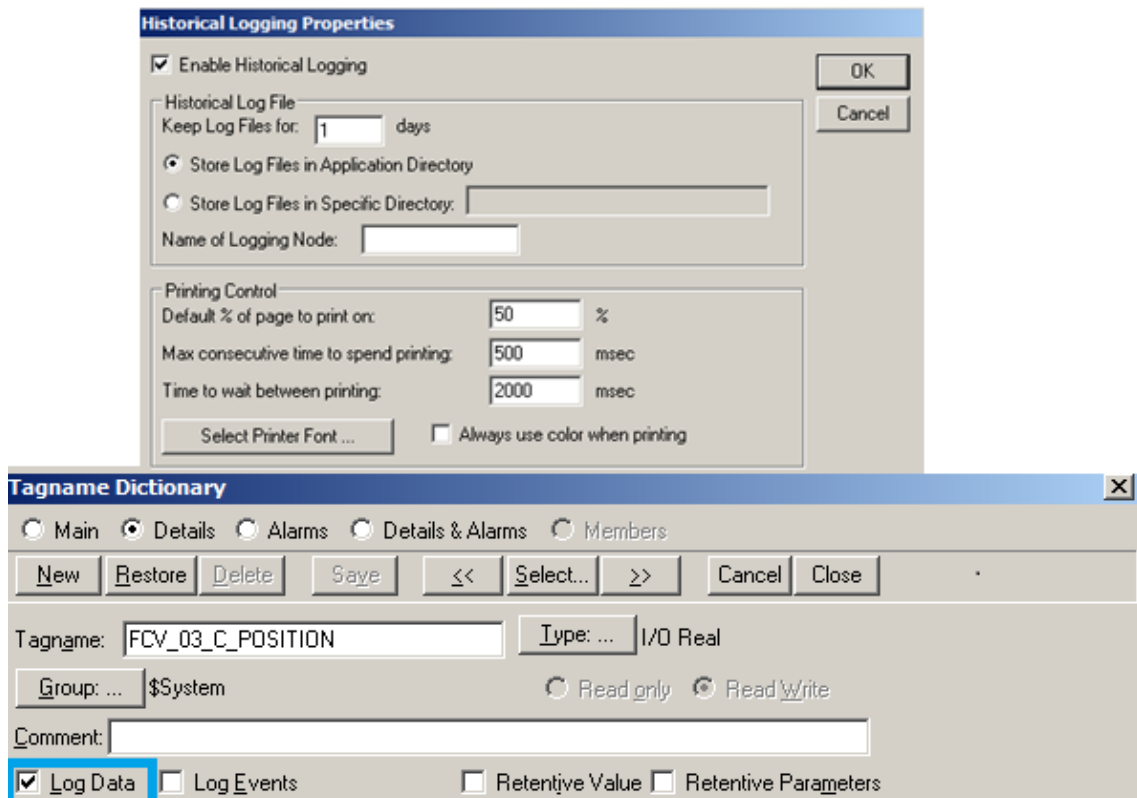 Historical Logging Properties
Enable Historical Logging
OK
Historical Log File
Keep Log Files for: 1 days
Cancel
Store Log Files in Application Directory
Store Log Files in Specific Directory:
Name of Logging Node:
Printing Control
Default % of page to print on: 50 %
Max consecutive time to spend printing: 500 msec
Time to wait between printing: 2000 msec
Select Printer Font ... Always use color when printing
Tagname Dictionary
Main Details Alarms Details & Alarms Members
New Restore Delete Save << Select... >> Cancel Close
Tagname: FCV_03_C_POSITION Type: ... I/O Real
Group: ... $System Read only Read Write
Comment:
Log Data Log Events Retentive Value Retentive Parameters